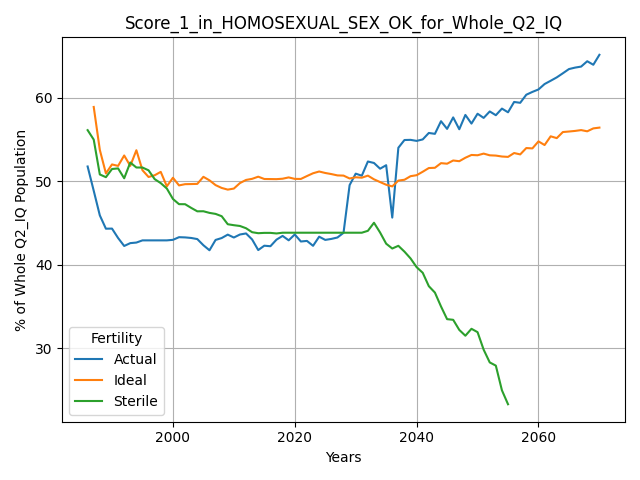 Score_1_in_HOMOSEXUAL_SEX_OK_for_Whole_Q2_IQ
% of Whole Q2_IQ Population
60
50
40
30
Fertility
Actual
Ideal
Sterile
2000
2020
2040
2060
Years